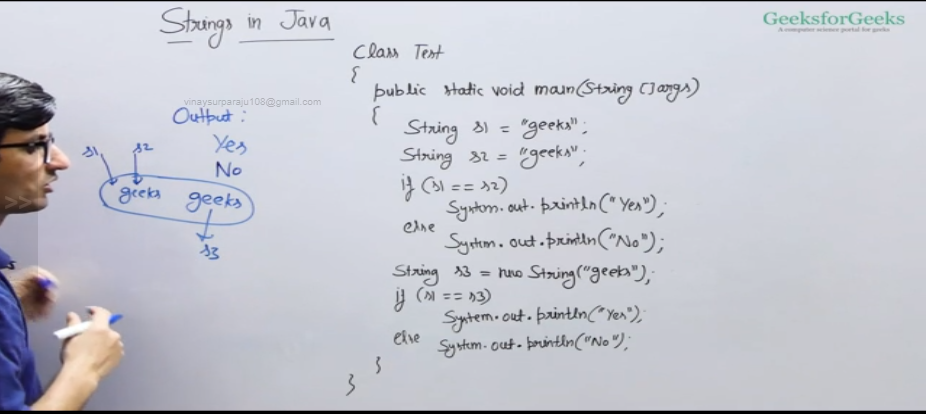 Strings in Java
GeeksforGeeks
A computer science portal for geeks
vinaysurparaju108@gmail.com
Output :
Yes
No
s1
s2
geeks geeks
s3
Class Test
{
public static void main(String []args)
{
String s1 = "geeks";
String s2 = "geeks";
if (s1 == s2)
System.out.println("Yes");
else
System.out.println("No");
String s3 = new String("geeks");
if (s1 == s3)
System.out.println("Yes");
else System.out.println("No");
}
}